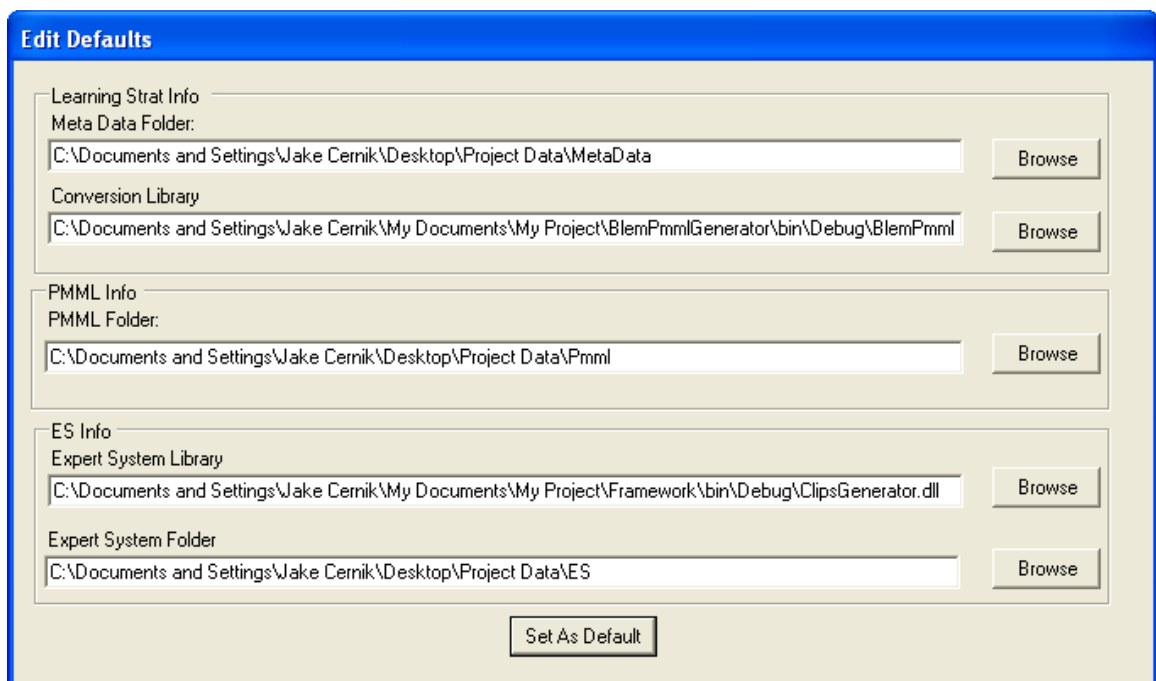 Edit Defaults
Learning Strat Info
Meta Data Folder:
C:\Documents and Settings\Jake Cernik\Desktop\Project Data\MetaData
Browse
Conversion Library
C:\Documents and Settings\Jake Cernik\My Documents\My Project\BlemPmmlGenerator\bin\Debug\BlemPmml
Browse
PMML Info
PMML Folder:
C:\Documents and Settings\Jake Cernik\Desktop\Project Data\Pmml
Browse
ES Info
Expert System Library
C:\Documents and Settings\Jake Cernik\My Documents\My Project\Framework\bin\Debug\ClipsGenerator.dll
Browse
Expert System Folder
C:\Documents and Settings\Jake Cernik\Desktop\Project Data\ES
Browse
Set As Default